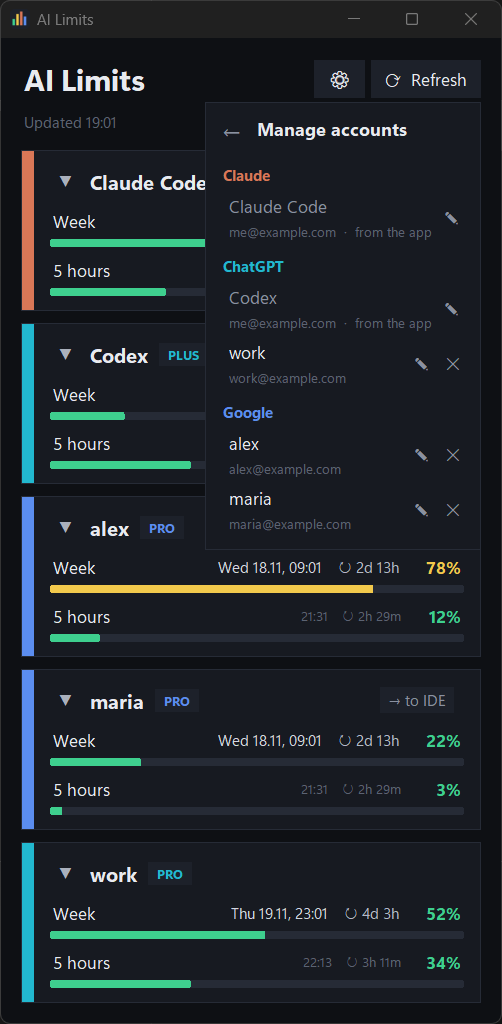 AI Limits
AI Limits
Refresh
Updated 19:01
← Manage accounts
Claude
Claude Code
me@example.com · from the app
ChatGPT
Codex
me@example.com · from the app
work
work@example.com
Google
alex
alex@example.com
maria
maria@example.com
Claude Code
Week
5 hours
Codex PLUS
Week
5 hours
alex PRO
Week Wed 18.11, 09:01 ↻ 2d 13h 78%
5 hours 21:31 ↻ 2h 29m 12%
maria PRO → to IDE
Week Wed 18.11, 09:01 ↻ 2d 13h 22%
5 hours 21:31 ↻ 2h 29m 3%
work PRO
Week Thu 19.11, 23:01 ↻ 4d 3h 52%
5 hours 22:13 ↻ 3h 11m 34%